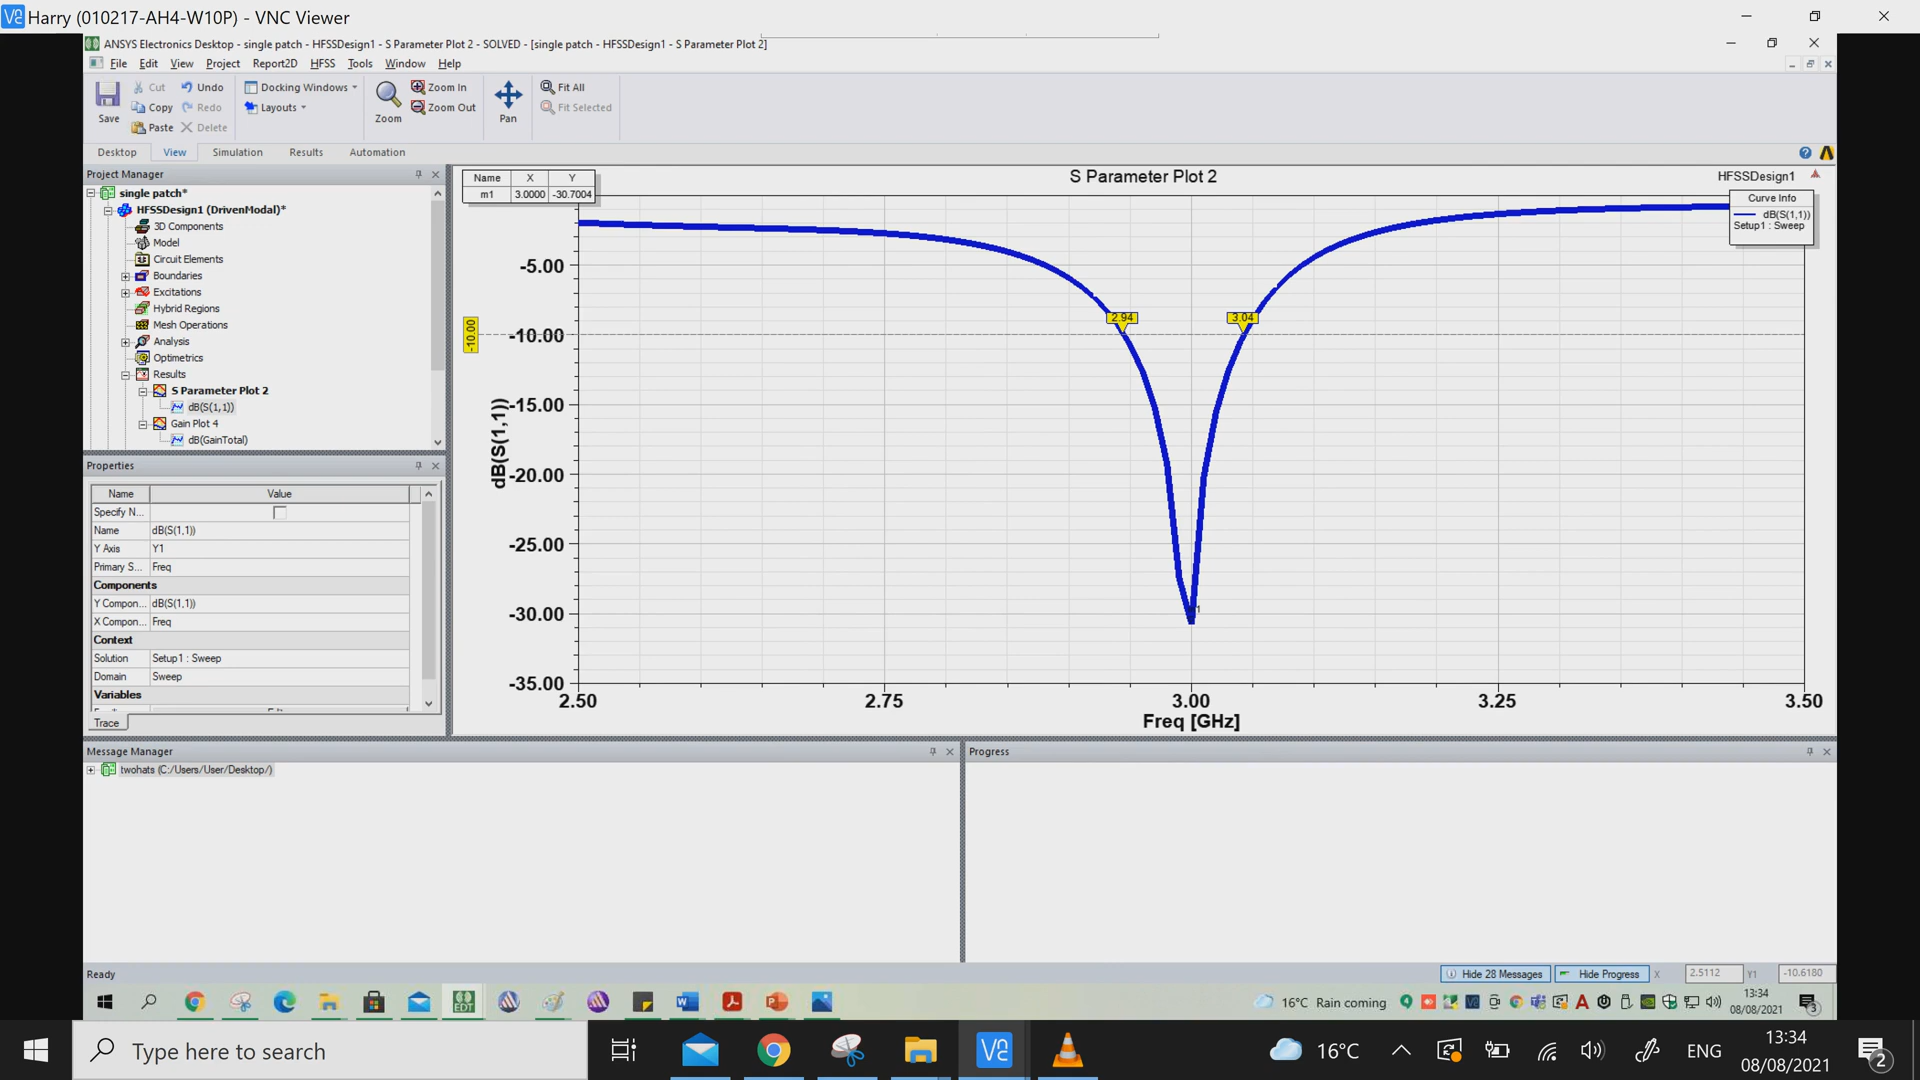 Harry (010217-AH4-W10P) - VNC Viewer
ANSYS Electronics Desktop - single patch - HFSSDesign1 - S Parameter Plot 2 - SOLVED - [single patch - HFSSDesign1 - S Parameter Plot 2]
File Edit View Project Report2D HFSS Tools Window Help
Save Cut Copy Paste Undo Redo Delete Docking Windows Layouts Zoom Zoom In Zoom Out Pan Fit All Fit Selected
Desktop View Simulation Results Automation
Project Manager
single patch*
HFSSDesign1 (DrivenModal)*
3D Components
Model
Circuit Elements
Boundaries
Excitations
Hybrid Regions
Mesh Operations
Analysis
Optimetrics
Results
S Parameter Plot 2
dB(S(1,1))
Gain Plot 4
dB(GainTotal)
Properties
Name Value
Specify N...
Name dB(S(1,1))
Y Axis Y1
Primary S... Freq
Components
Y Compon... dB(S(1,1))
X Compon... Freq
Context
Solution Setup1 : Sweep
Domain Sweep
Variables
Trace
Name X Y
m1 3.0000 -30.7004
S Parameter Plot 2
HFSSDesign1
Curve Info
dB(S(1,1))
Setup1 : Sweep
-5.00
2.94 3.04
-10.00
-10.00
-15.00
dB(S(1,1))
-20.00
-25.00
-30.00
-35.00
2.50 2.75 3.00 3.25 3.50
Freq [GHz]
Message Manager
twohats (C:/Users/User/Desktop/)
Progress
Ready
Hide 28 Messages Hide Progress X 2.5112 Y1 -10.6180
16°C Rain coming
13:34
08/08/2021
3
Type here to search
16°C
ENG
13:34
08/08/2021
2